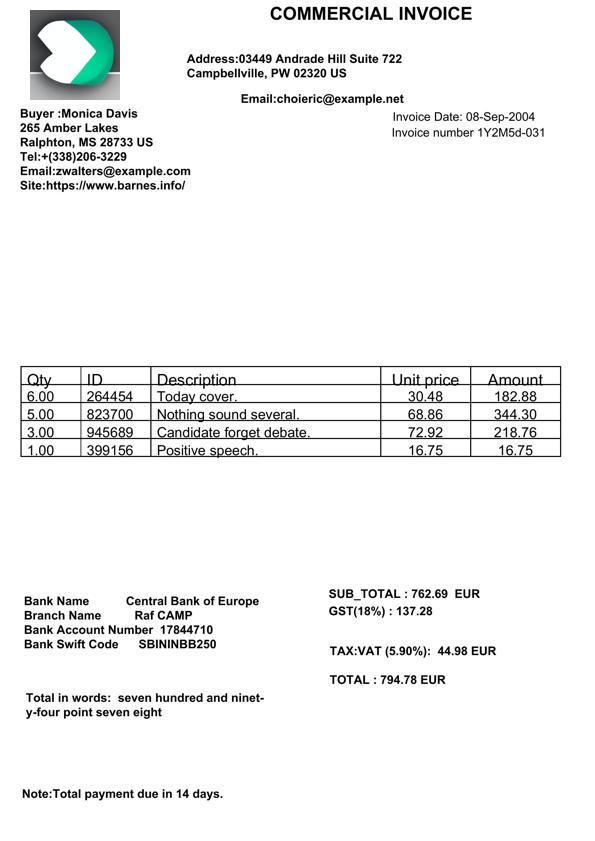 COMMERCIAL INVOICE
Address:03449 Andrade Hill Suite 722
Campbellville, PW 02320 US
Email:choieric@example.net
Buyer :Monica Davis
265 Amber Lakes
Ralphton, MS 28733 US
Tel:+(338)206-3229
Email:zwalters@example.com
Site:https://www.barnes.info/
Invoice Date: 08-Sep-2004
Invoice number 1Y2M5d-031
Qty ID Description Unit price Amount
6.00 264454 Today cover. 30.48 182.88
5.00 823700 Nothing sound several. 68.86 344.30
3.00 945689 Candidate forget debate. 72.92 218.76
1.00 399156 Positive speech. 16.75 16.75
Bank Name Central Bank of Europe
Branch Name Raf CAMP
Bank Account Number 17844710
Bank Swift Code SBININBB250
SUB_TOTAL : 762.69 EUR
GST(18%) : 137.28
TAX:VAT (5.90%): 44.98 EUR
TOTAL : 794.78 EUR
Total in words: seven hundred and ninet-
y-four point seven eight
Note:Total payment due in 14 days.